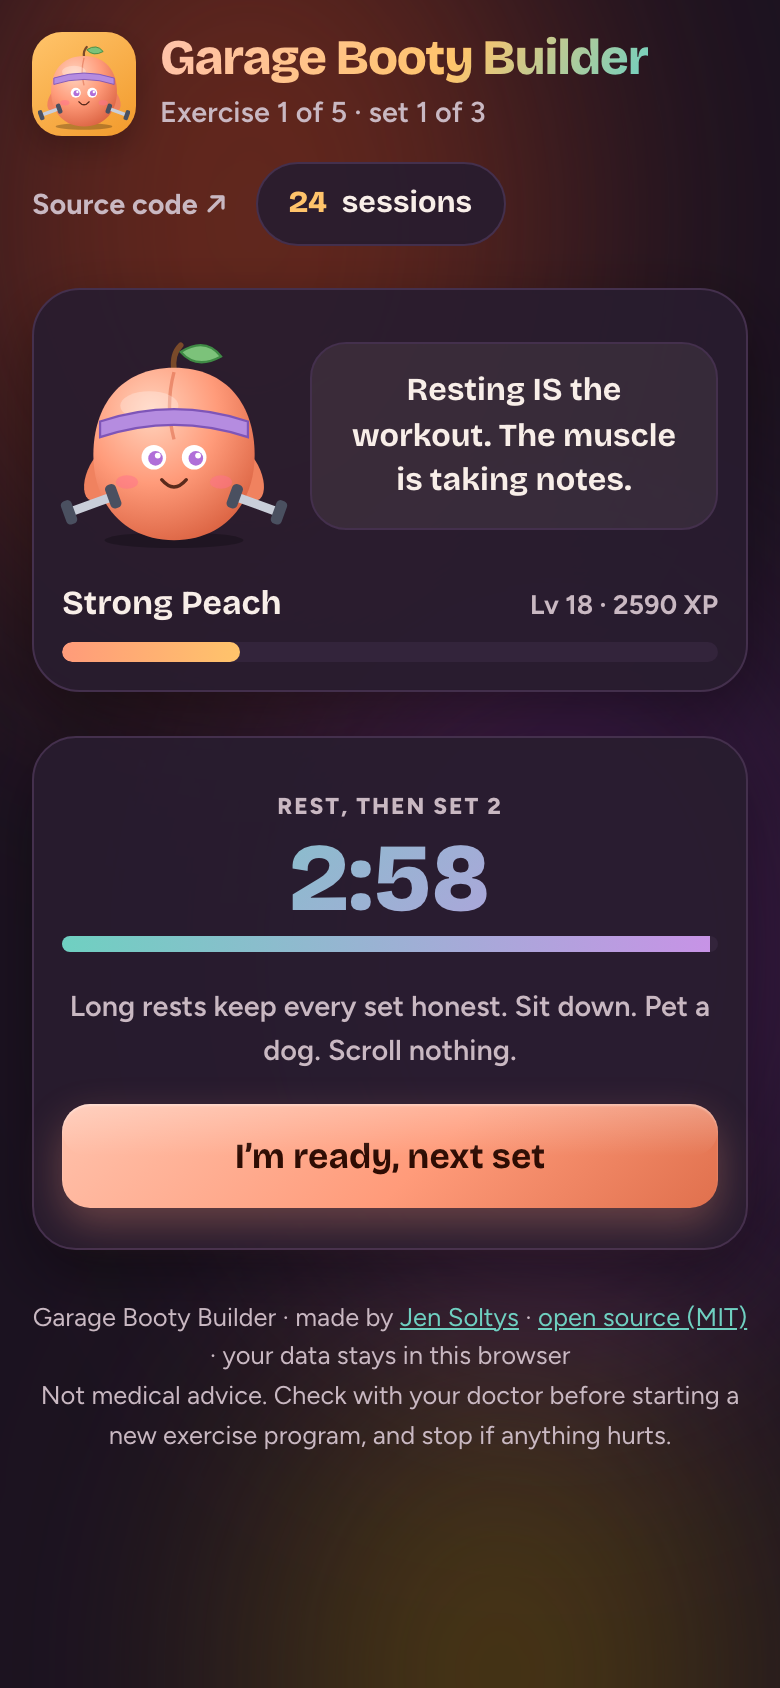 Garage Booty Builder
Exercise 1 of 5 · set 1 of 3
Source code ↗
24 sessions
Resting IS the
workout. The muscle
is taking notes.
Strong Peach
Lv 18 · 2590 XP
REST, THEN SET 2
2:58
Long rests keep every set honest. Sit down. Pet a
dog. Scroll nothing.
I’m ready, next set
Garage Booty Builder · made by Jen Soltys · open source (MIT)
· your data stays in this browser
Not medical advice. Check with your doctor before starting a
new exercise program, and stop if anything hurts.